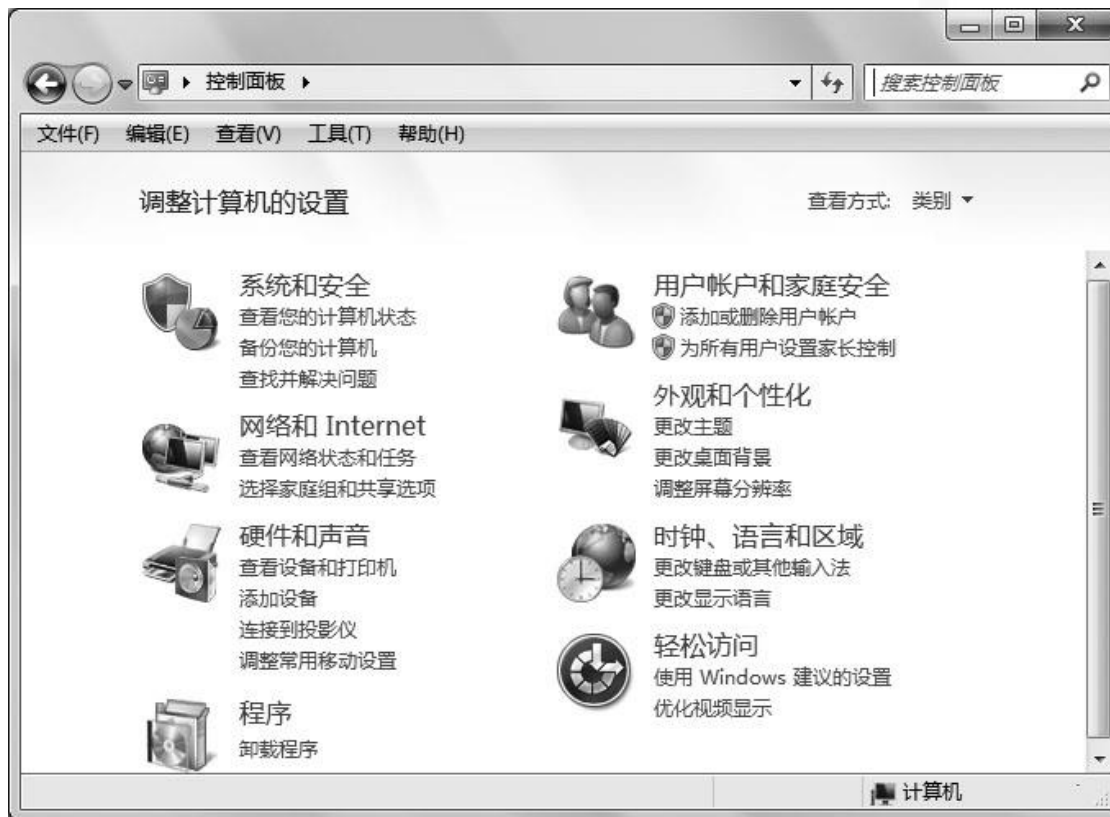 控制面板
搜索控制面板
文件(F) 编辑(E) 查看(V) 工具(T) 帮助(H)
调整计算机的设置
查看方式: 类别
系统和安全
查看您的计算机状态
备份您的计算机
查找并解决问题
网络和 Internet
查看网络状态和任务
选择家庭组和共享选项
硬件和声音
查看设备和打印机
添加设备
连接到投影仪
调整常用移动设置
程序
卸载程序
用户帐户和家庭安全
添加或删除用户帐户
为所有用户设置家长控制
外观和个性化
更改主题
更改桌面背景
调整屏幕分辨率
时钟、语言和区域
更改键盘或其他输入法
更改显示语言
轻松访问
使用 Windows 建议的设置
优化视频显示
计算机